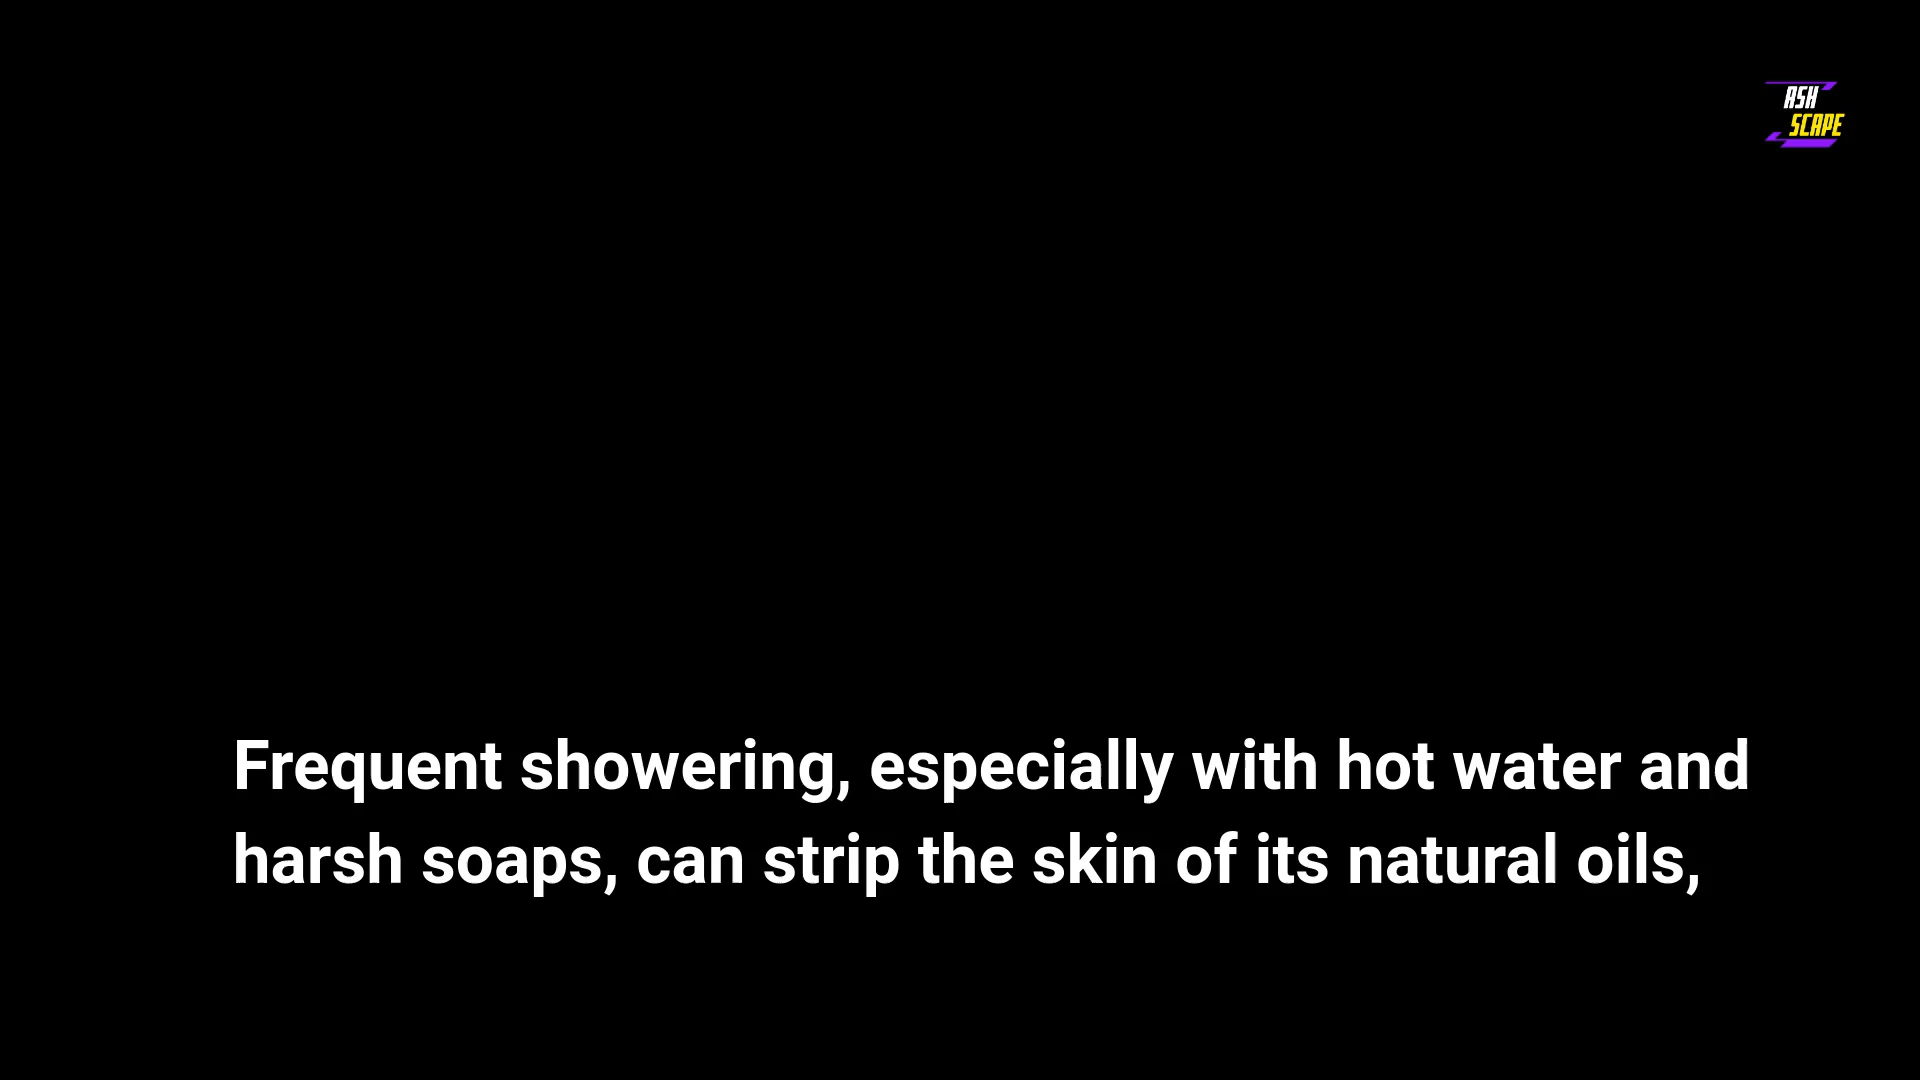 ASH
SCAPE
Frequent showering, especially with hot water and
harsh soaps, can strip the skin of its natural oils,